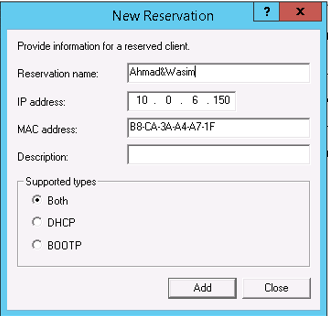 New Reservation
Provide information for a reserved client.
Reservation name: Ahmad&Wasim
IP address: 10 . 0 . 6 . 150
MAC address: B8-CA-3A-A4-A7-1F
Description:
Supported types
Both
DHCP
BOOTP
Add Close